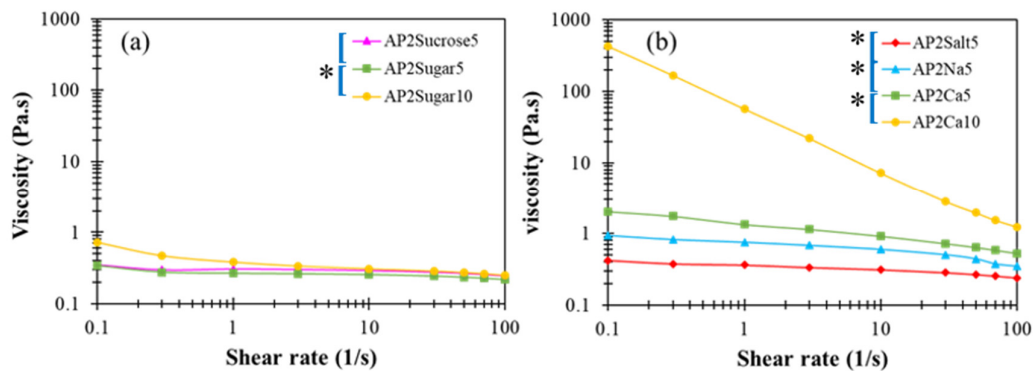 (a)
Viscosity (Pa.s)
1000
100
10
1
0.1
0.1
1
10
100
Shear rate (1/s)
AP2Sucrose5
* AP2Sugar5
AP2Sugar10
(b)
viscosity (Pa.s)
1000
100
10
1
0.1
0.1
1
10
100
Shear rate (1/s)
* AP2Salt5
* AP2Na5
* AP2Ca5
AP2Ca10